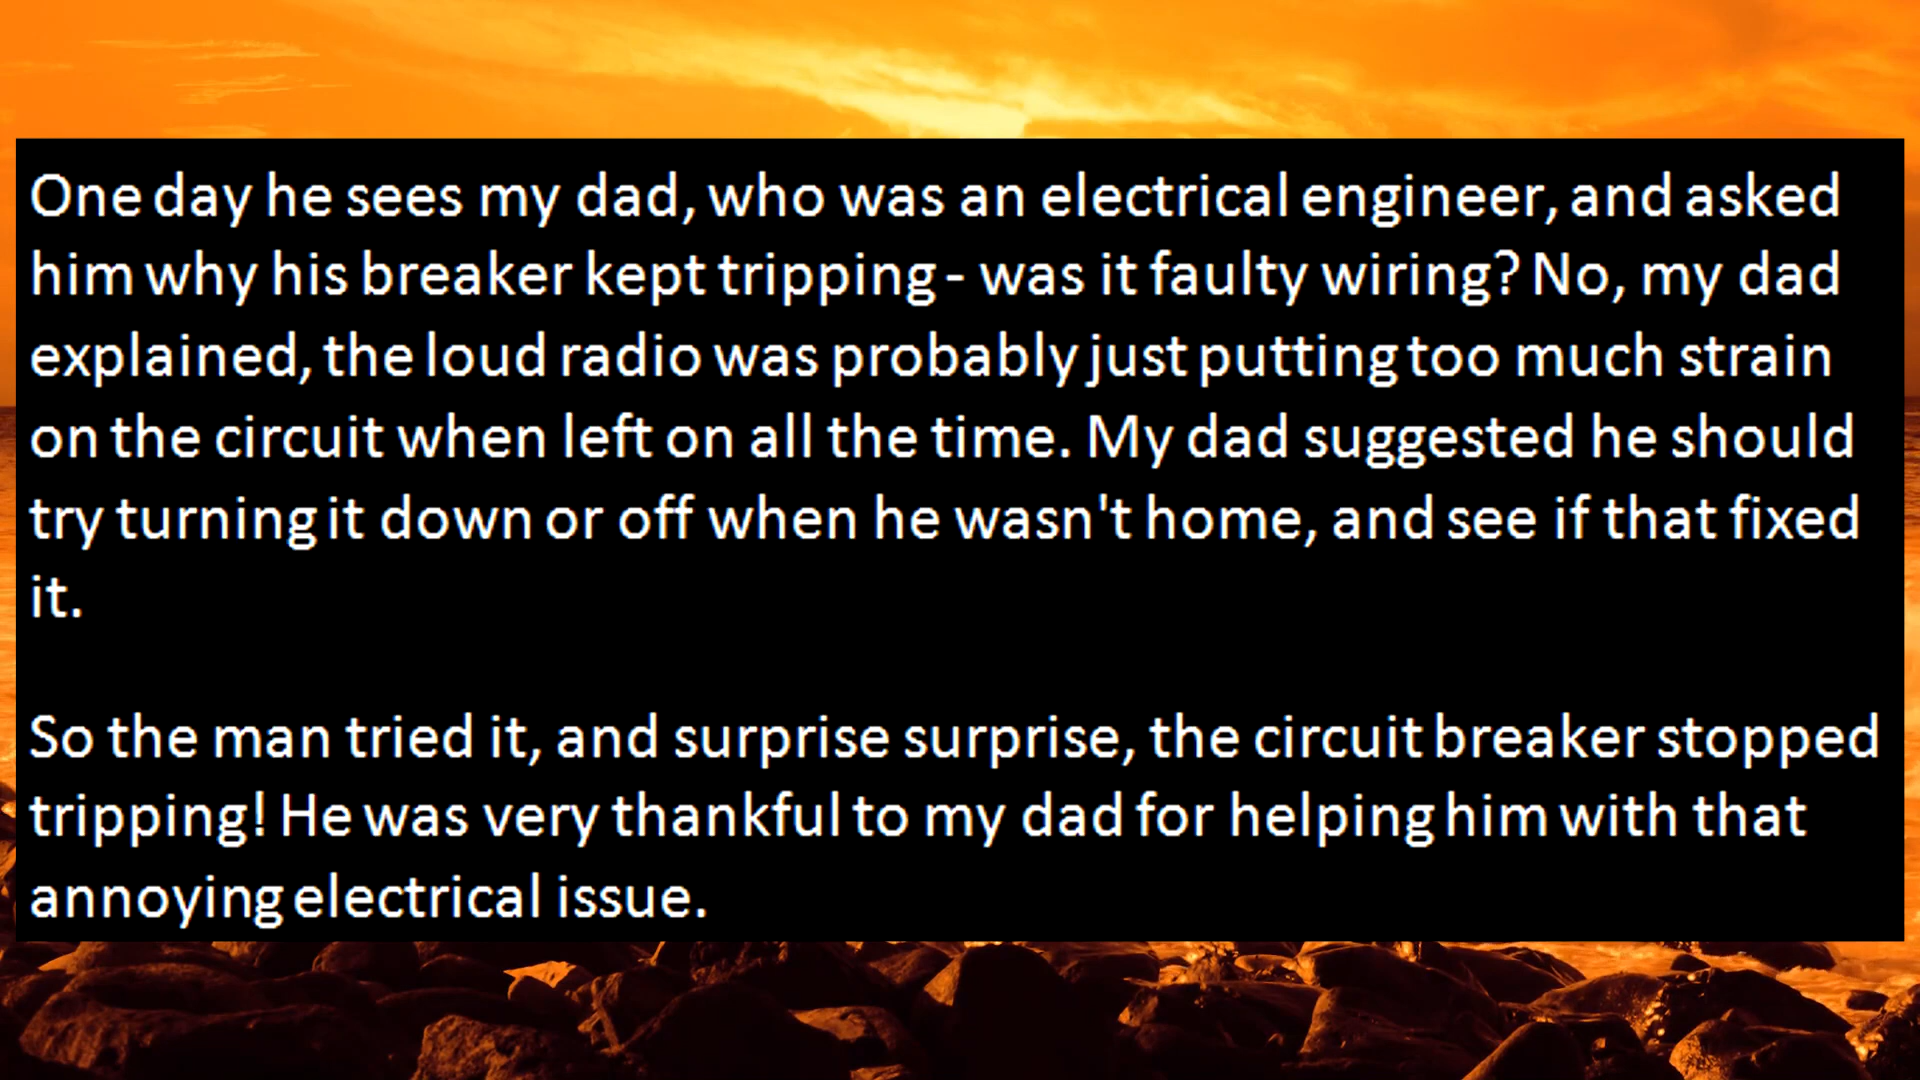 One day he sees my dad, who was an electrical engineer, and asked
him why his breaker kept tripping - was it faulty wiring? No, my dad
explained, the loud radio was probably just putting too much strain
on the circuit when left on all the time. My dad suggested he should
try turning it down or off when he wasn't home, and see if that fixed
it.
So the man tried it, and surprise surprise, the circuit breaker stopped
tripping! He was very thankful to my dad for helping him with that
annoying electrical issue.